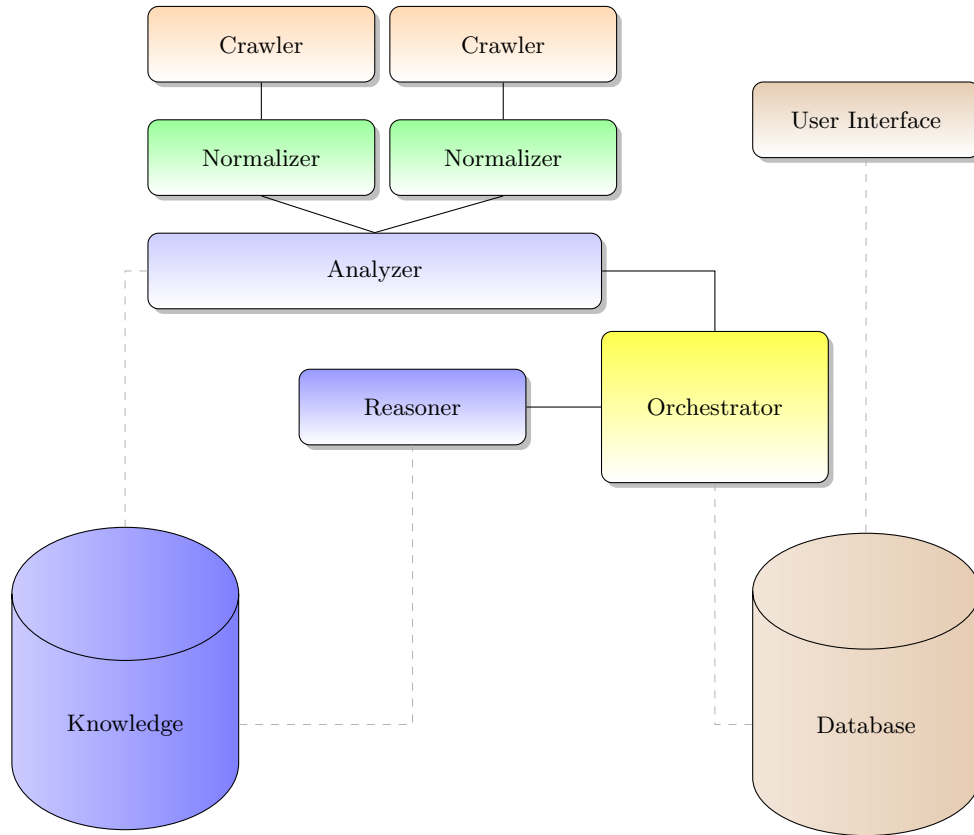 Crawler
Crawler
User Interface
Normalizer
Normalizer
Analyzer
Reasoner
Orchestrator
Knowledge
Database